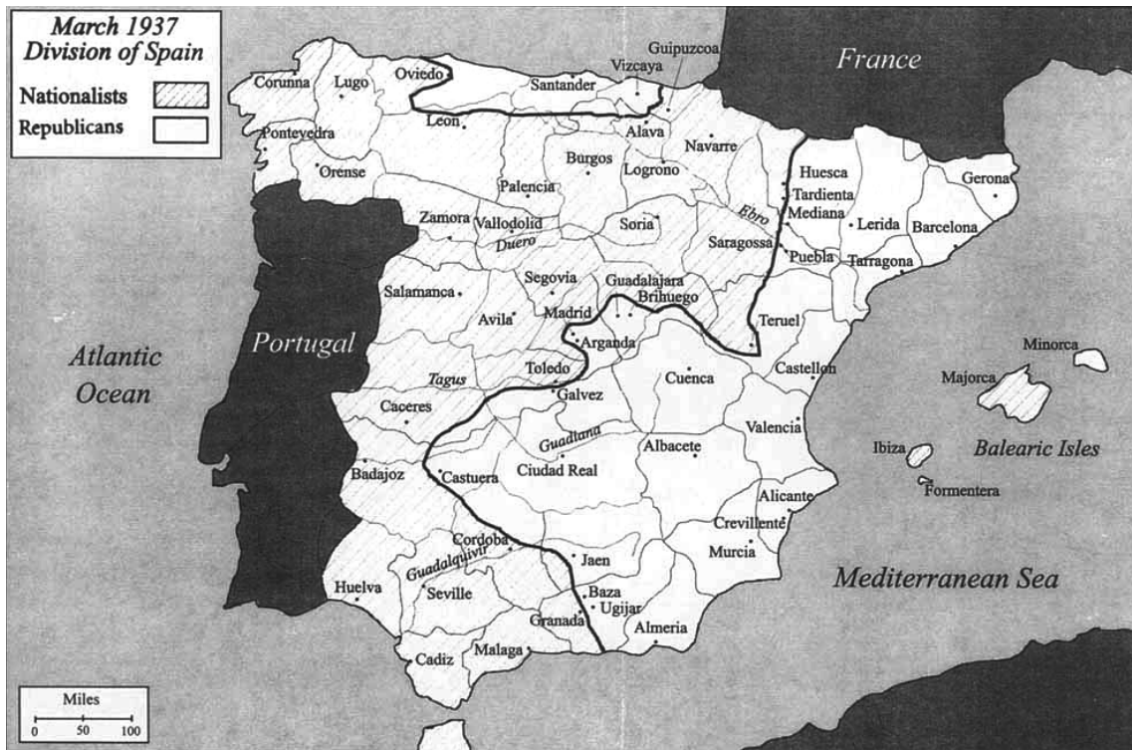 March 1937
Division of Spain
Nationalists
Republicans
France
Guipuzcoa
Vizcaya
Corunna
Lugo
Oviedo
Santander
Pontevedra
Leon
Alava
Navarre
Orense
Burgos
Logrono
Huesca
Gerona
Palencia
Tardienta
Zamora
Valladolid
Duero
Soria
Ebro
Mediana
Lerida
Barcelona
Saragossa
Puebla
Tarragona
Salamanca
Segovia
Guadalajara
Brihuego
Avila
Madrid
Arganda
Teruel
Portugal
Atlantic
Ocean
Minorca
Toledo
Tagus
Galvez
Cuenca
Castellon
Majorca
Caceres
Guadiana
Valencia
Albacete
Ibiza
Balearic Isles
Badajoz
Castuera
Ciudad Real
Formentera
Alicante
Crevillente
Cordoba
Guadalquivir
Jaen
Murcia
Mediterranean Sea
Huelva
Seville
Baza
Ugijar
Granada
Almeria
Malaga
Cadiz
Miles
0 50 100